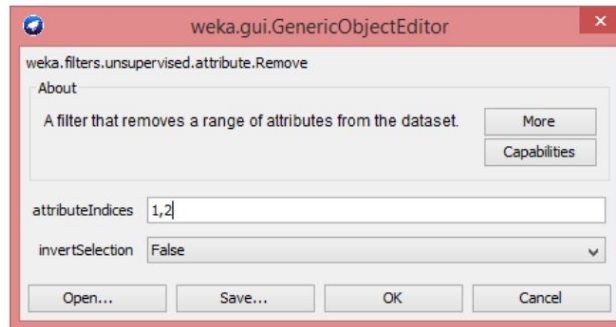 weka.gui.GenericObjectEditor
weka.filters.unsupervised.attribute.Remove
About
A filter that removes a range of attributes from the dataset.
More
Capabilities
attributeIndices 1,2
invertSelection False
Open... Save... OK Cancel